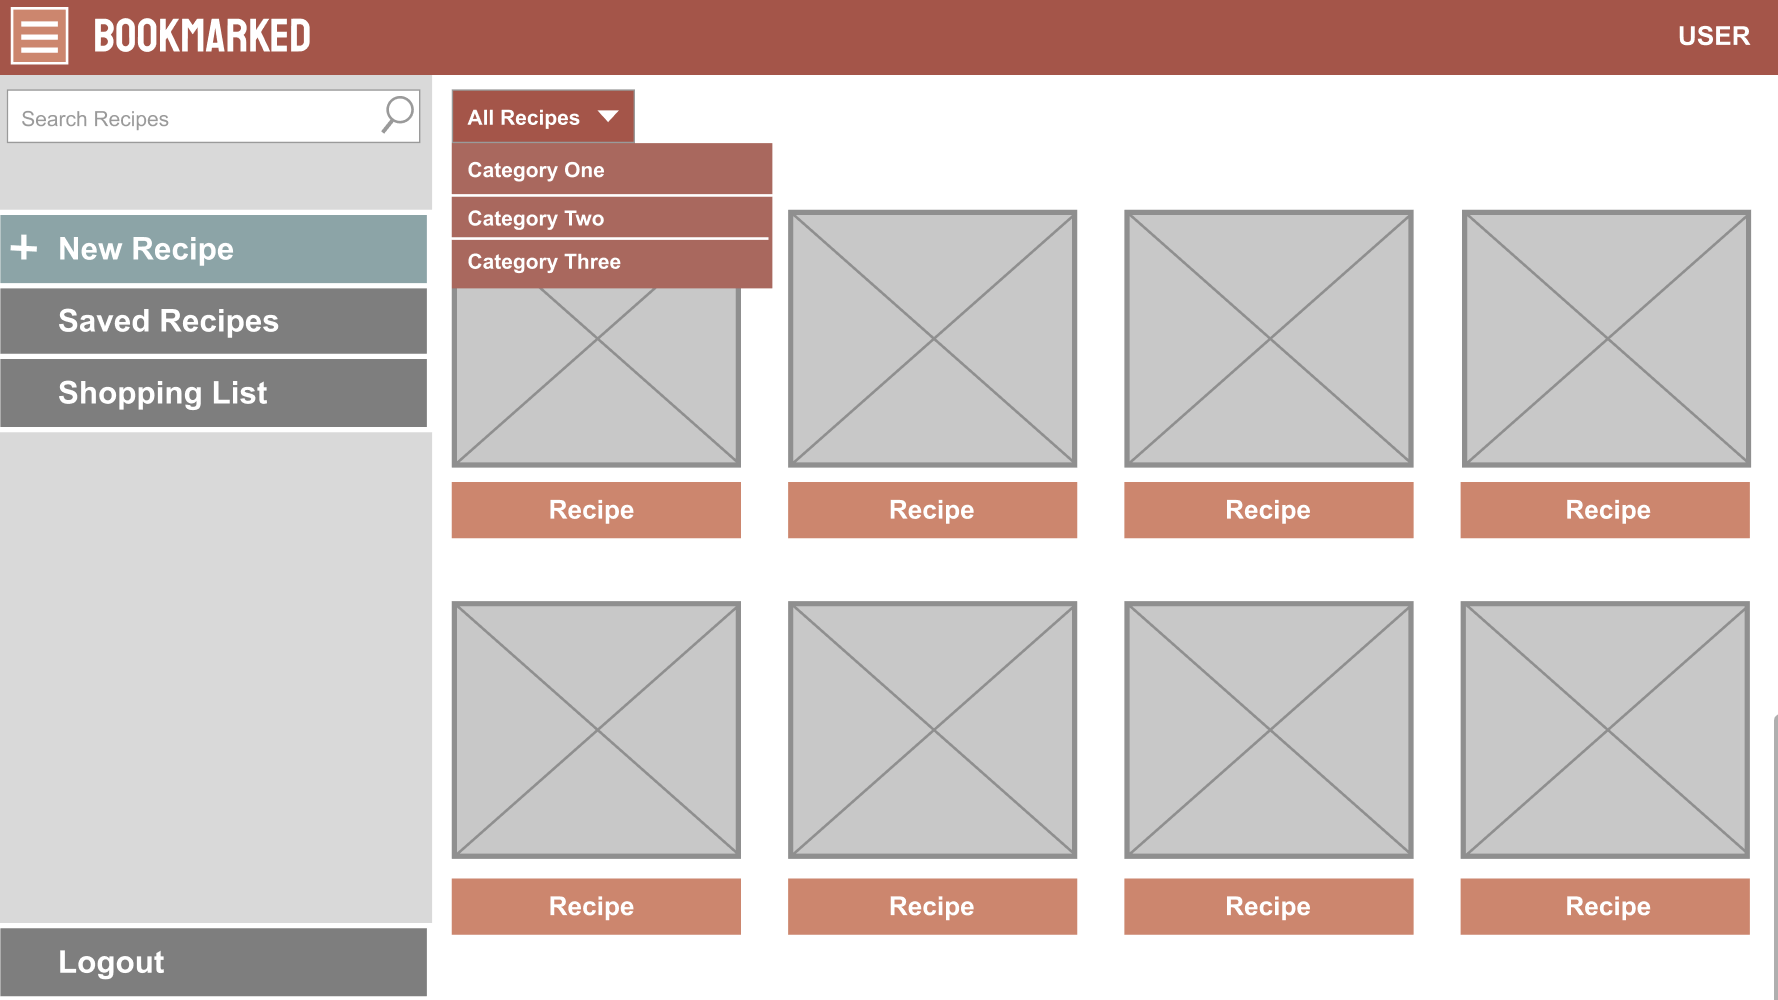 BOOKMARKED
USER
Search Recipes
New Recipe
Saved Recipes
Shopping List
Logout
All Recipes
Category One
Category Two
Category Three
Recipe
Recipe
Recipe
Recipe
Recipe
Recipe
Recipe
Recipe